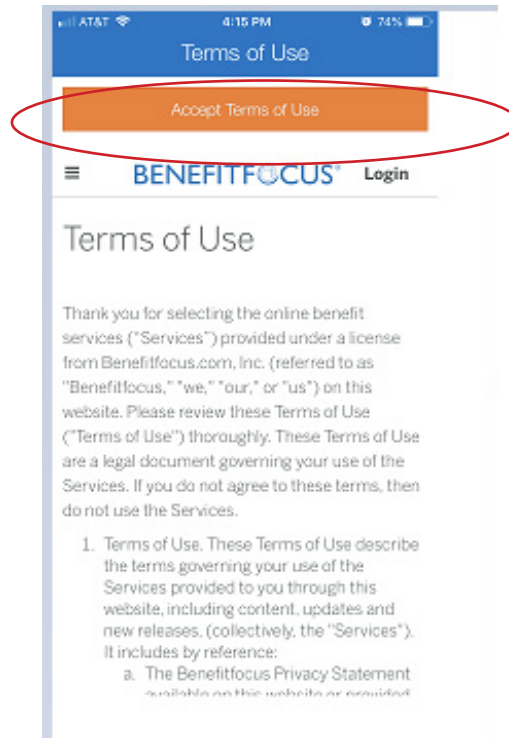 AT&T 4:15 PM 74%
Terms of Use
Accept Terms of Use
BENEFITFOCUS® Login
Terms of Use
Thank you for selecting the online benefit
services ("Services") provided under a license
from Benefitfocus.com, Inc. (referred to as
"Benefitfocus," "we," "our," or "us") on this
website. Please review these Terms of Use
("Terms of Use") thoroughly. These Terms of Use
are a legal document governing your use of the
Services. If you do not agree to these terms, then
do not use the Services.
1. Terms of Use. These Terms of Use describe
the terms governing your use of the
Services provided to you through this
website, including content, updates and
new releases, (collectively, the "Services").
It includes by reference:
a. The Benefitfocus Privacy Statement
available on this website or provided